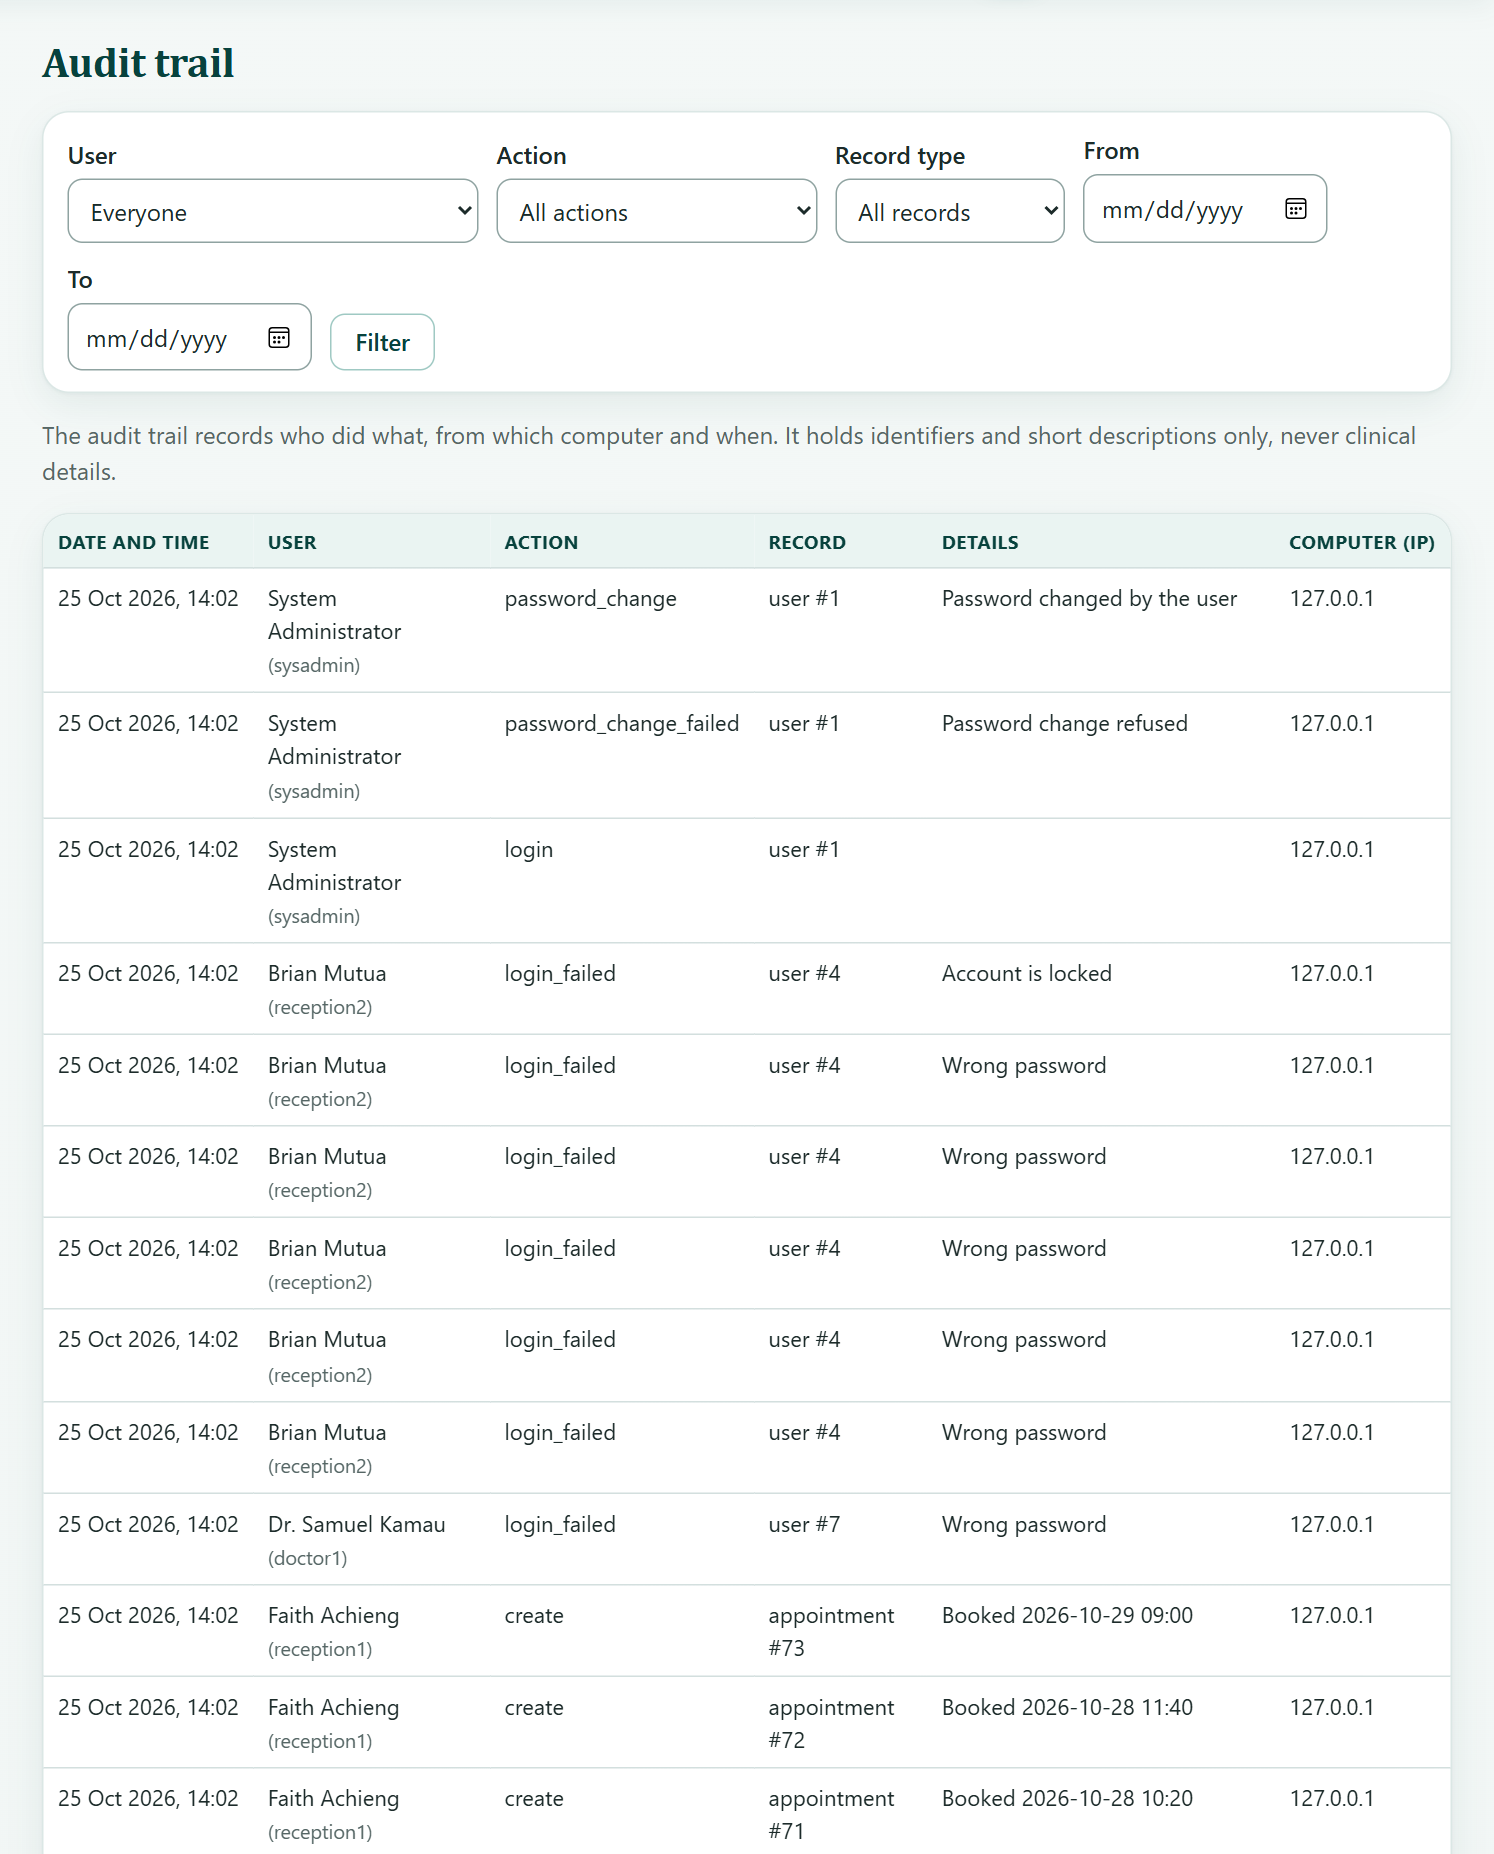 Audit trail
User
Action
Record type
From
Everyone
All actions
All records
mm/dd/yyyy
To
mm/dd/yyyy
Filter
The audit trail records who did what, from which computer and when. It holds identifiers and short descriptions only, never clinical
details.
DATE AND TIME USER ACTION RECORD DETAILS COMPUTER (IP)
25 Oct 2026, 14:02 System password_change user #1 Password changed by the user 127.0.0.1
Administrator
(sysadmin)
25 Oct 2026, 14:02 System password_change_failed user #1 Password change refused 127.0.0.1
Administrator
(sysadmin)
25 Oct 2026, 14:02 System login user #1 127.0.0.1
Administrator
(sysadmin)
25 Oct 2026, 14:02 Brian Mutua login_failed user #4 Account is locked 127.0.0.1
(reception2)
25 Oct 2026, 14:02 Brian Mutua login_failed user #4 Wrong password 127.0.0.1
(reception2)
25 Oct 2026, 14:02 Brian Mutua login_failed user #4 Wrong password 127.0.0.1
(reception2)
25 Oct 2026, 14:02 Brian Mutua login_failed user #4 Wrong password 127.0.0.1
(reception2)
25 Oct 2026, 14:02 Brian Mutua login_failed user #4 Wrong password 127.0.0.1
(reception2)
25 Oct 2026, 14:02 Brian Mutua login_failed user #4 Wrong password 127.0.0.1
(reception2)
25 Oct 2026, 14:02 Dr. Samuel Kamau login_failed user #7 Wrong password 127.0.0.1
(doctor1)
25 Oct 2026, 14:02 Faith Achieng create appointment Booked 2026-10-29 09:00 127.0.0.1
(reception1) #73
25 Oct 2026, 14:02 Faith Achieng create appointment Booked 2026-10-28 11:40 127.0.0.1
(reception1) #72
25 Oct 2026, 14:02 Faith Achieng create appointment Booked 2026-10-28 10:20 127.0.0.1
(reception1) #71